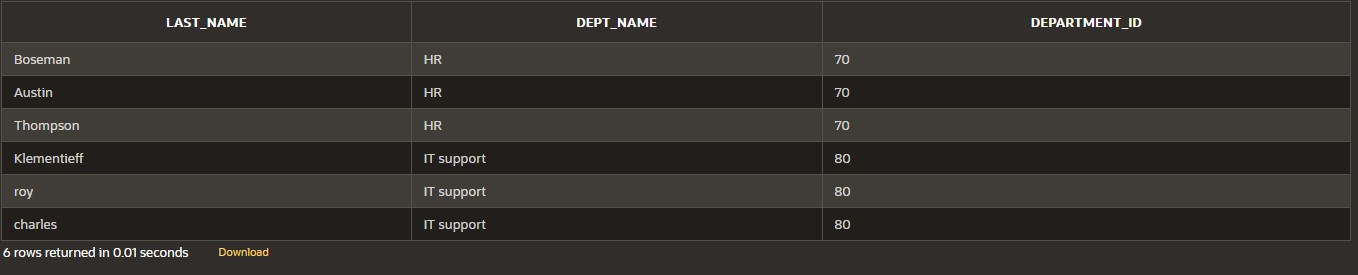 LAST_NAME DEPT_NAME DEPARTMENT_ID
Boseman HR 70
Austin HR 70
Thompson HR 70
Klementieff IT support 80
roy IT support 80
charles IT support 80
6 rows returned in 0.01 seconds Download